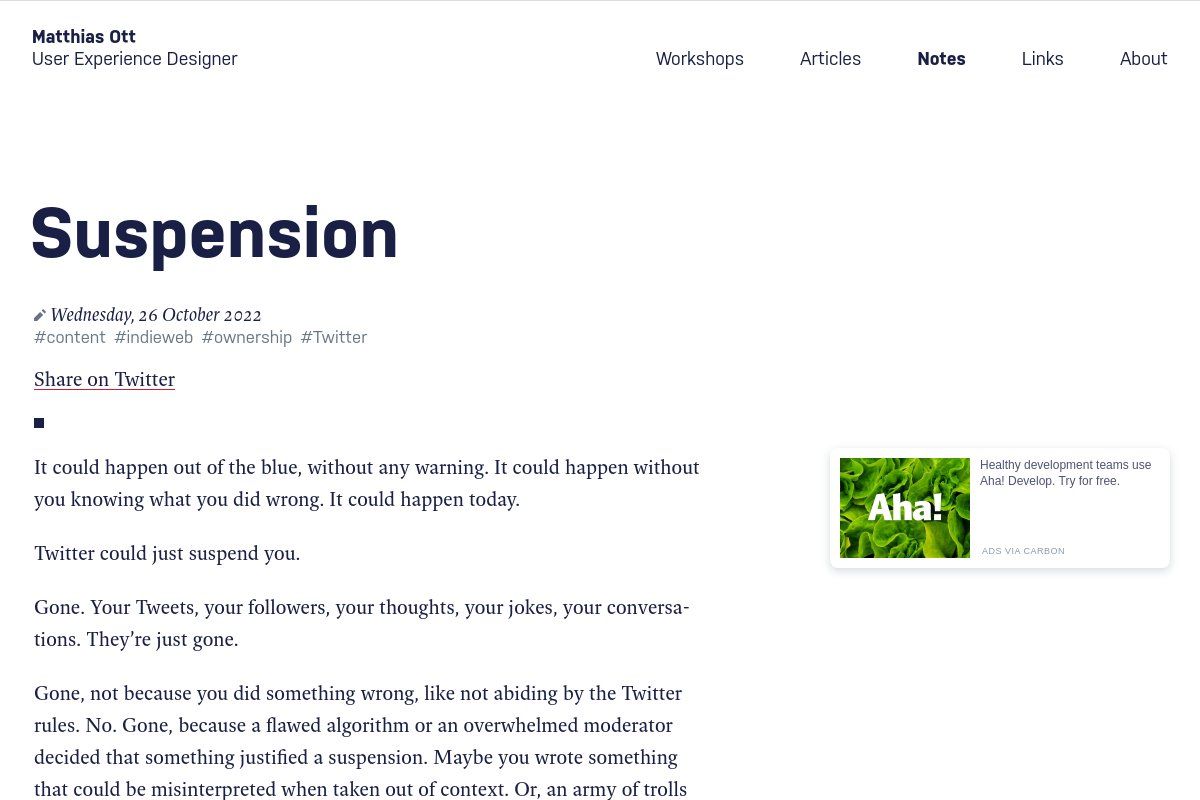 Matthias Ott
User Experience Designer
Workshops Articles Notes Links About
Suspension
Wednesday, 26 October 2022
#content #indieweb #ownership #Twitter
Share on Twitter
It could happen out of the blue, without any warning. It could happen without
you knowing what you did wrong. It could happen today.
Twitter could just suspend you.
Gone. Your Tweets, your followers, your thoughts, your jokes, your conversa-
tions. They’re just gone.
Gone, not because you did something wrong, like not abiding by the Twitter
rules. No. Gone, because a flawed algorithm or an overwhelmed moderator
decided that something justified a suspension. Maybe you wrote something
that could be misinterpreted when taken out of context. Or, an army of trolls
Aha!
Healthy development teams use
Aha! Develop. Try for free.
ADS VIA CARBON